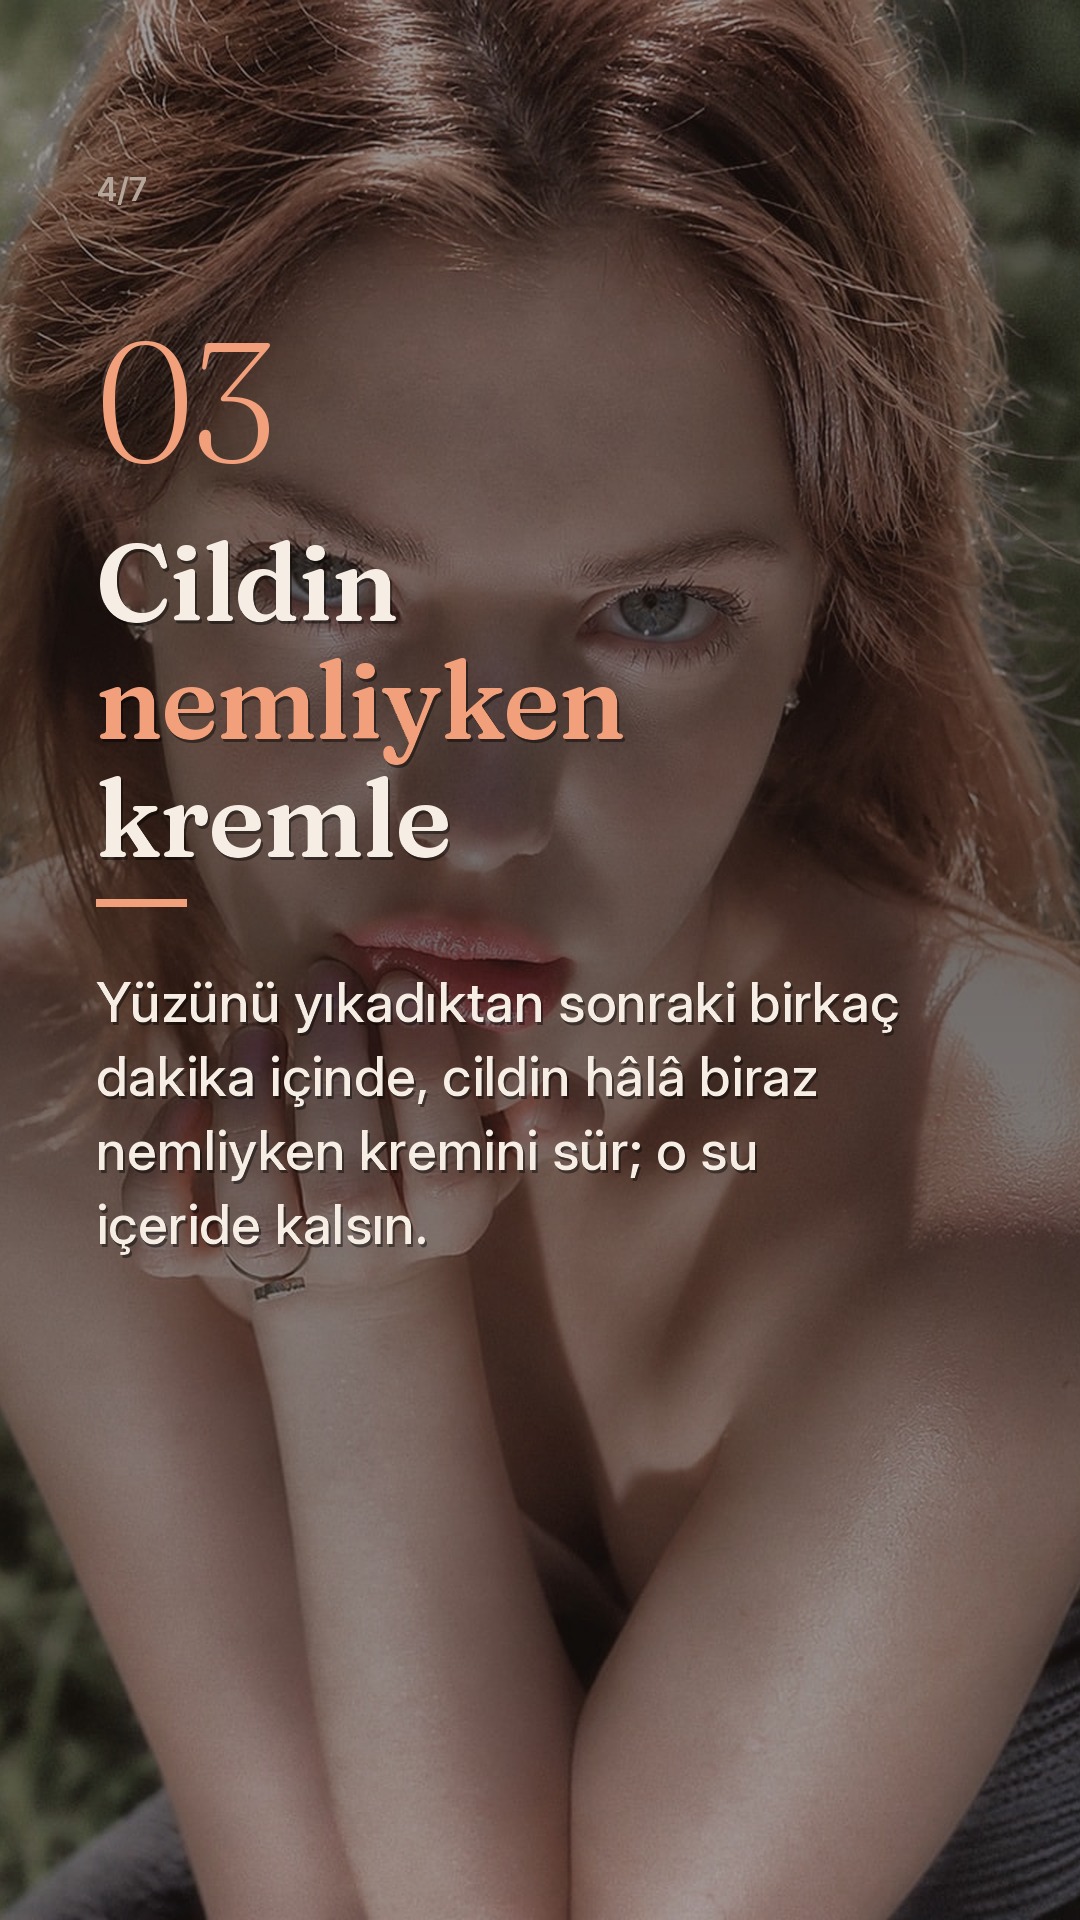 4/7
03
Cildin
nemliyken
kremle
Yüzünü yıkadıktan sonraki birkaç
dakika içinde, cildin hâlâ biraz
nemliyken kremini sür; o su
içeride kalsın.